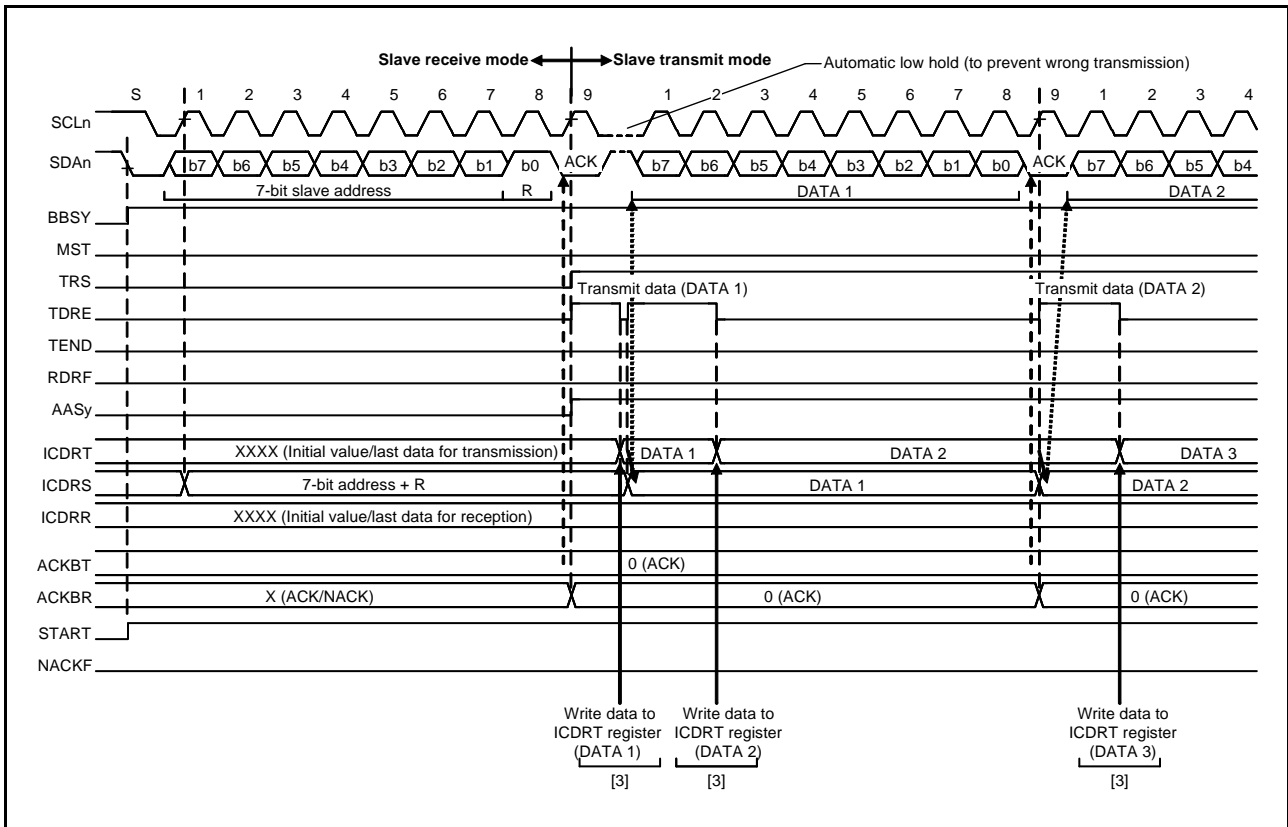 Slave receive mode Slave transmit mode
Automatic low hold (to prevent wrong transmission)
S 1 2 3 4 5 6 7 8 9 1 2 3 4 5 6 7 8 9 1 2 3 4
SCLn
SDAn b7 b6 b5 b4 b3 b2 b1 b0 ACK b7 b6 b5 b4 b3 b2 b1 b0 ACK b7 b6 b5 b4
7-bit slave address R DATA 1 DATA 2
BBSY
MST
TRS
Transmit data (DATA 1) Transmit data (DATA 2)
TDRE
TEND
RDRF
AASy
ICDRT XXXX (Initial value/last data for transmission) DATA 1 DATA 2 DATA 3
ICDRS 7-bit address + R DATA 1 DATA 2
ICDRR XXXX (Initial value/last data for reception)
ACKBT 0 (ACK)
ACKBR X (ACK/NACK) 0 (ACK) 0 (ACK)
START
NACKF
Write data to
ICDRT register
(DATA 1)
[3]
Write data to
ICDRT register
(DATA 2)
[3]
Write data to
ICDRT register
(DATA 3)
[3]